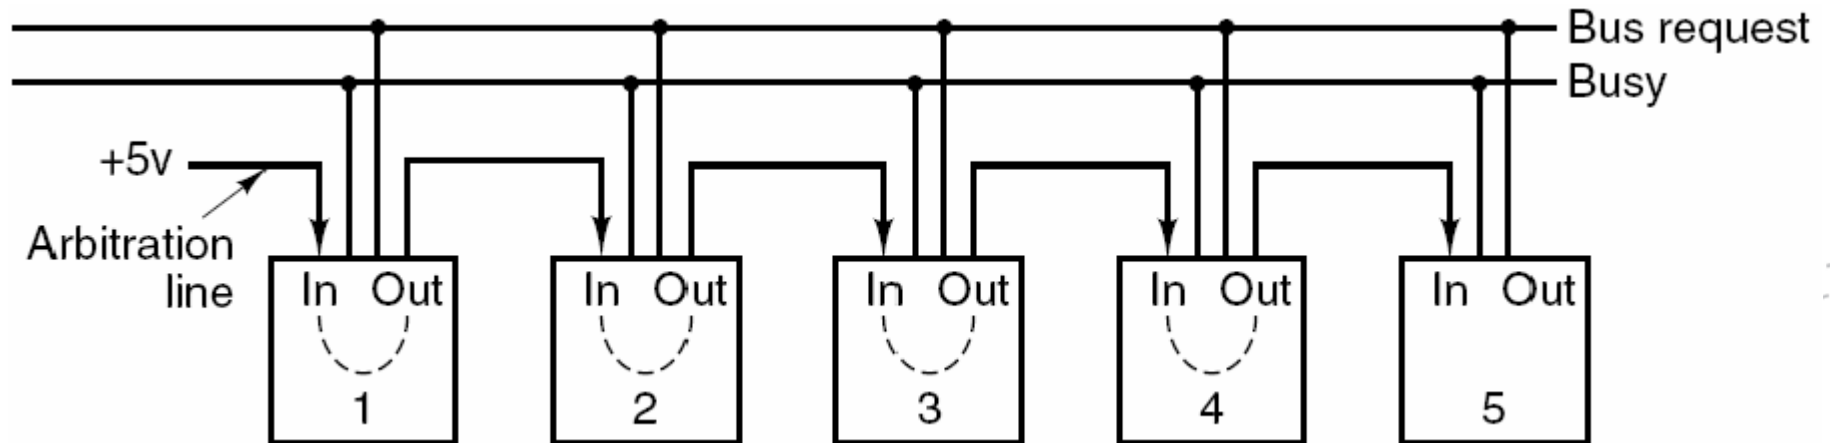 Bus request
Busy
+5v
Arbitration
line
In Out
1
In Out
2
In Out
3
In Out
4
In Out
5